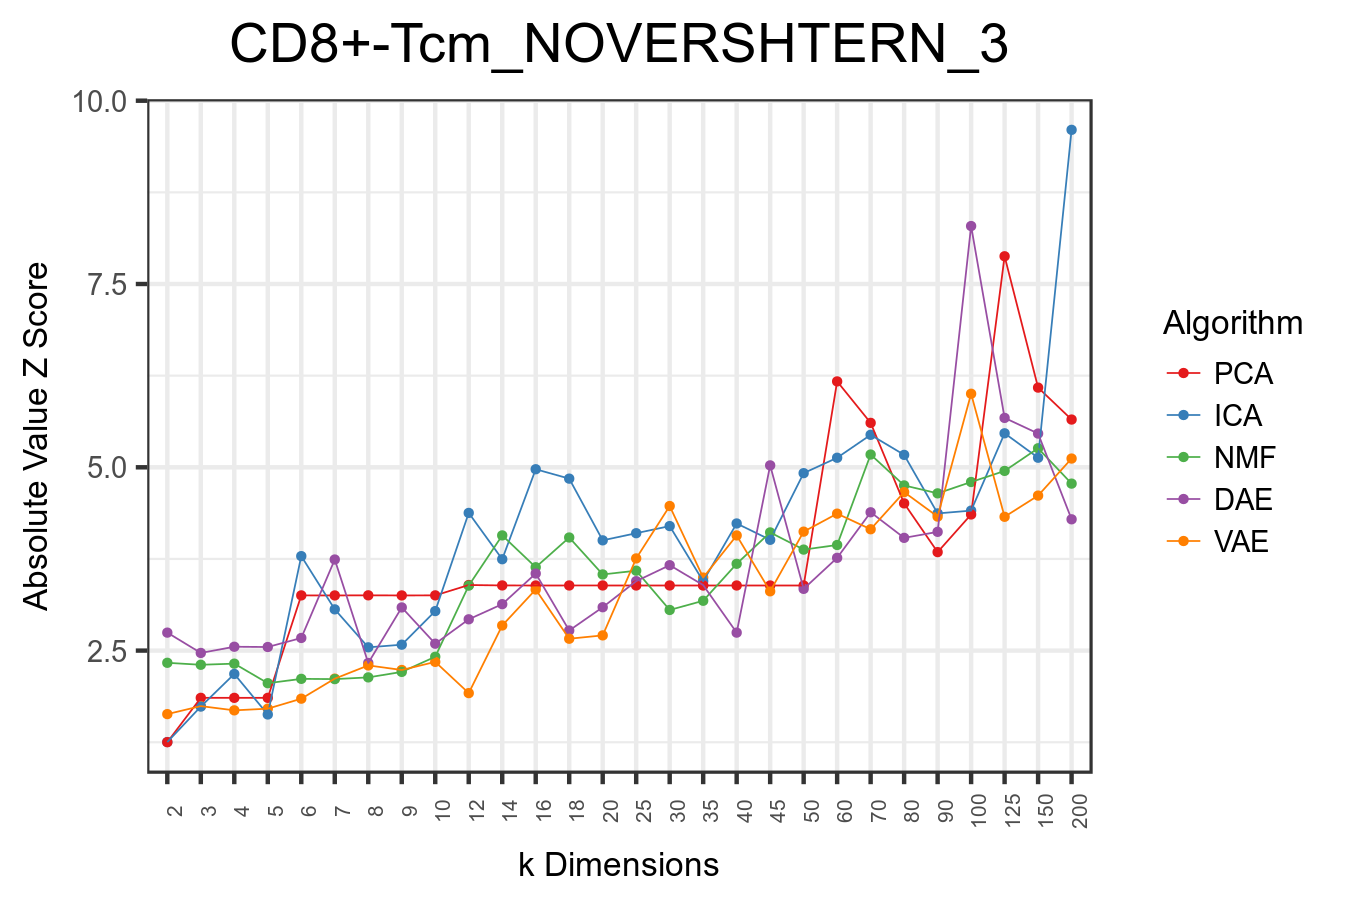 CD8+-Tcm_NOVERSHTERN_3
10.0
7.5
5.0
2.5
Absolute Value Z Score
2 3 4 5 6 7 8 9 10 12 14 16 18 20 25 30 35 40 45 50 60 70 80 90 100 125 150 200
k Dimensions
Algorithm
PCA
ICA
NMF
DAE
VAE